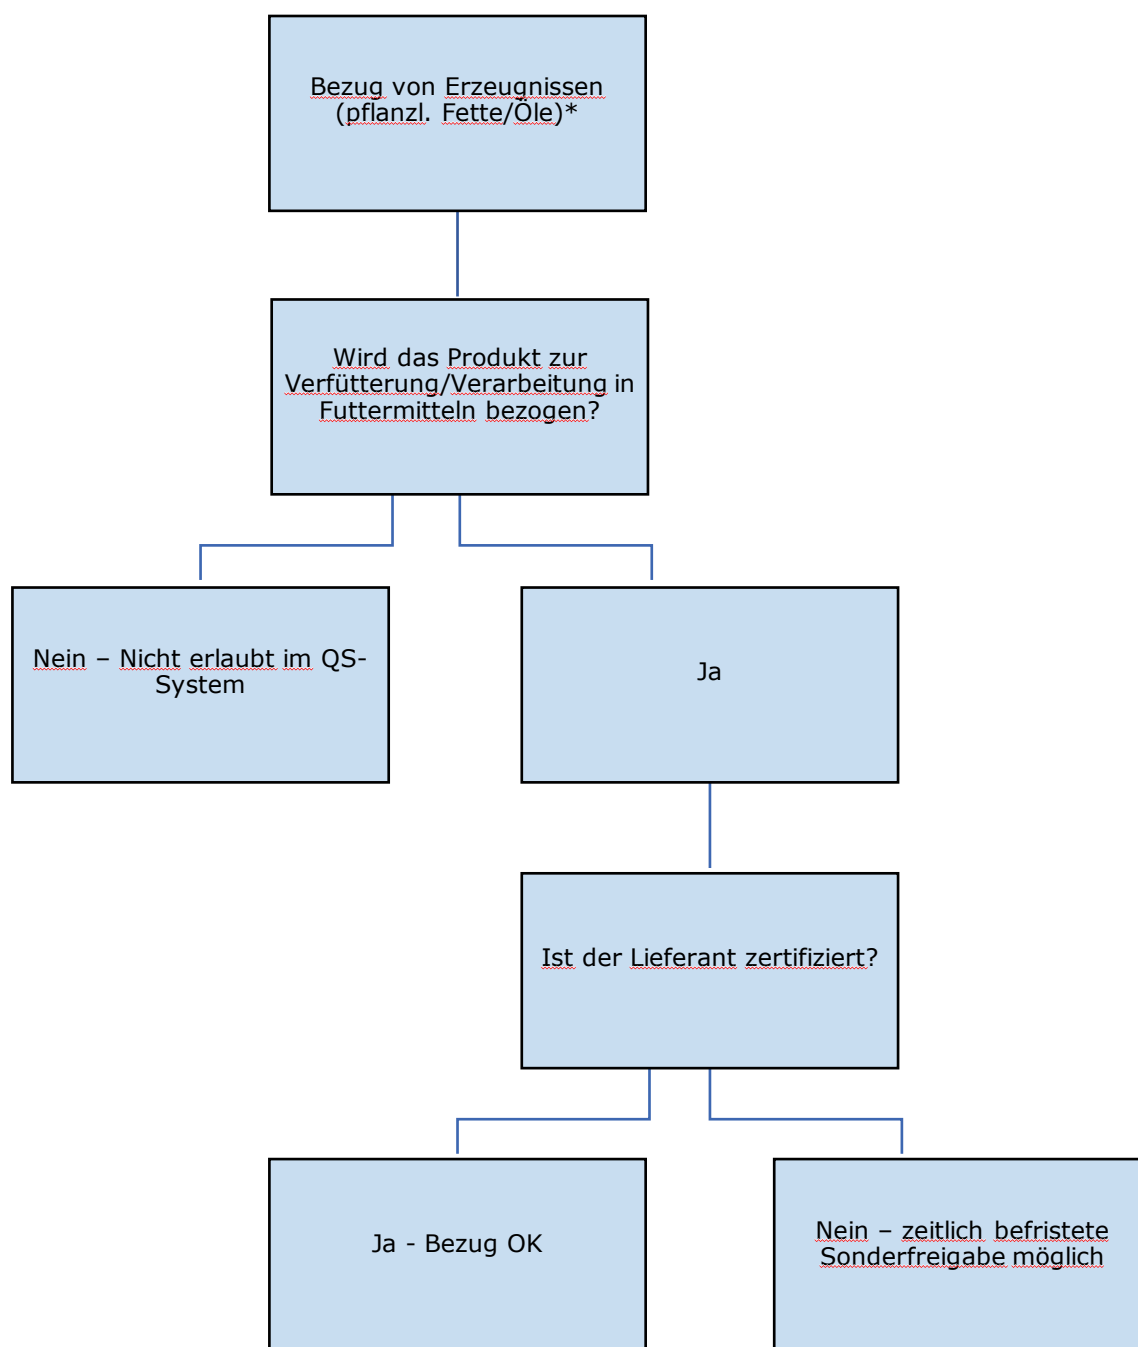 Bezug von Erzeugnissen
(pflanzl. Fette/Öle)*
Wird das Produkt zur
Verfütterung/Verarbeitung in
Futtermitteln bezogen?
Nein – Nicht erlaubt im QS-
System
Ja
Ist der Lieferant zertifiziert?
Ja - Bezug OK
Nein – zeitlich befristete
Sonderfreigabe möglich